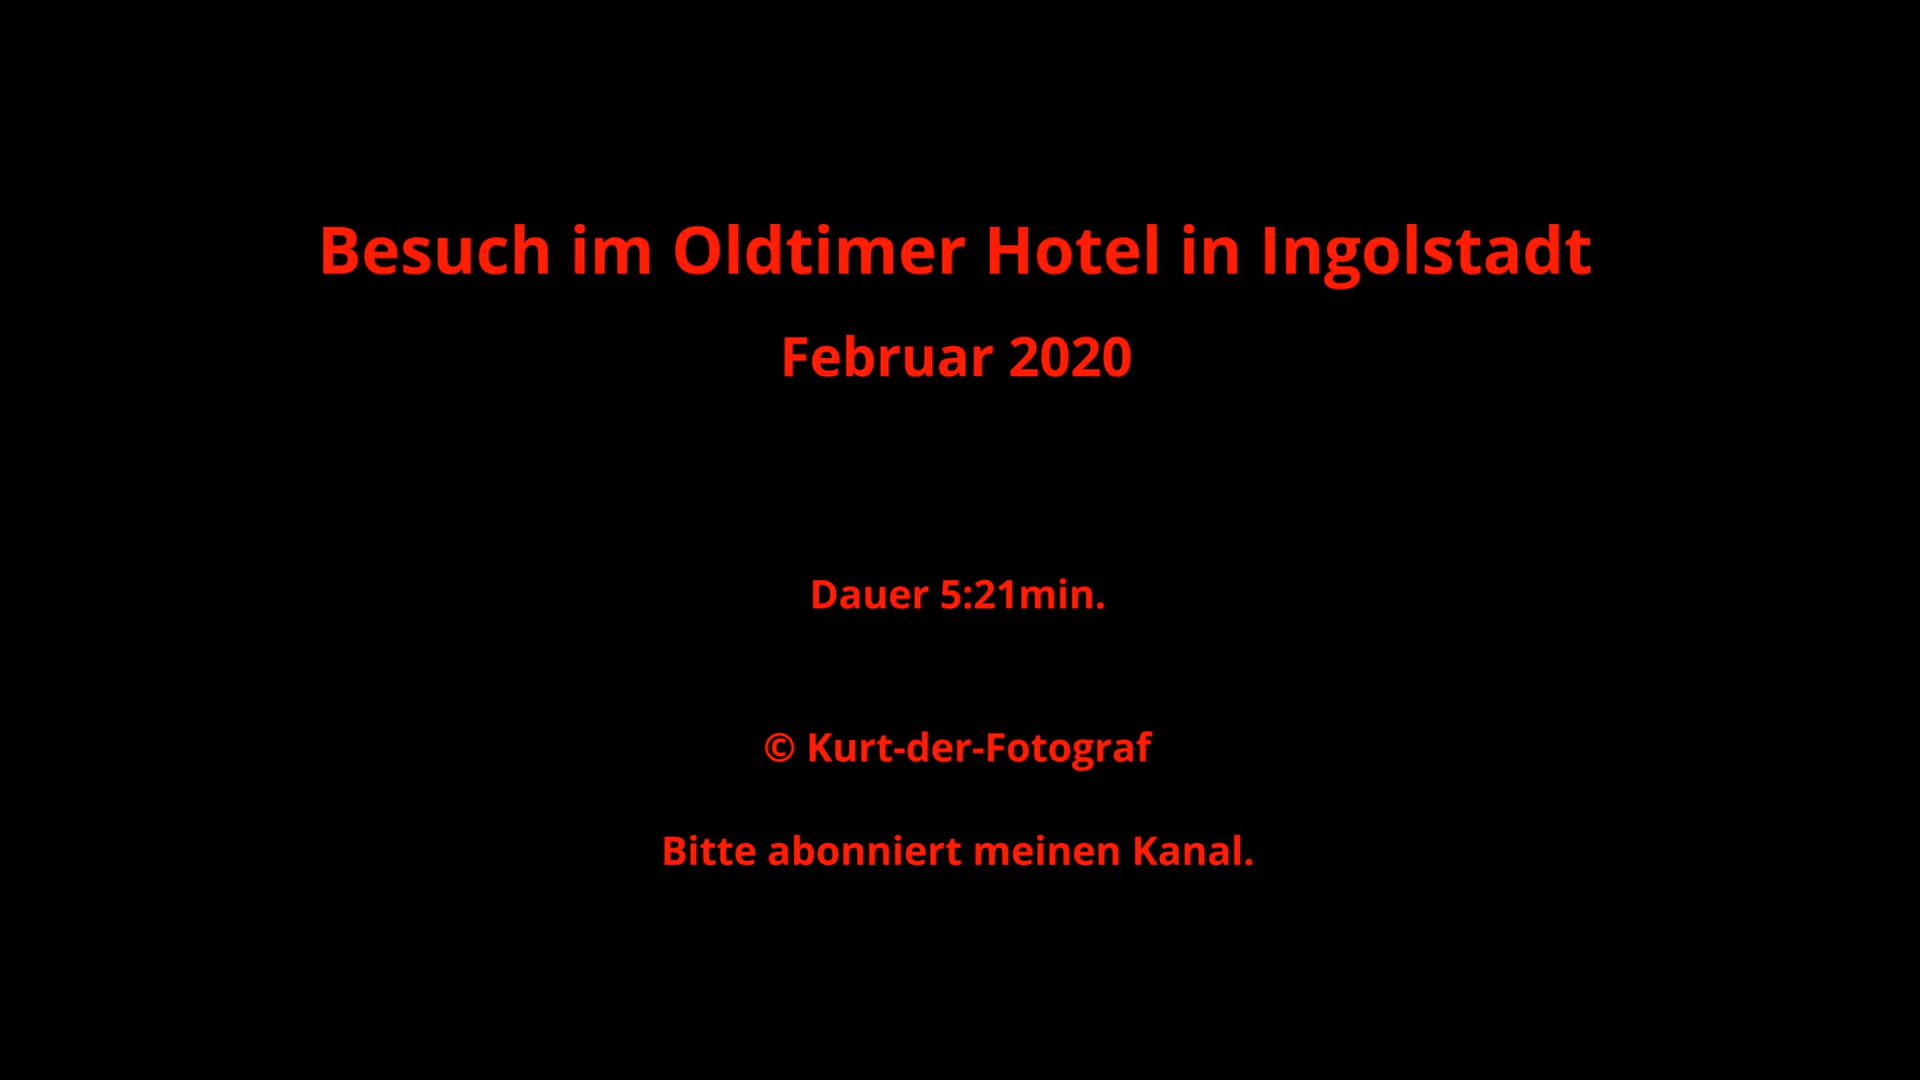 Besuch im Oldtimer Hotel in Ingolstadt
Februar 2020
Dauer 5:21min.
© Kurt-der-Fotograf
Bitte abonniert meinen Kanal.